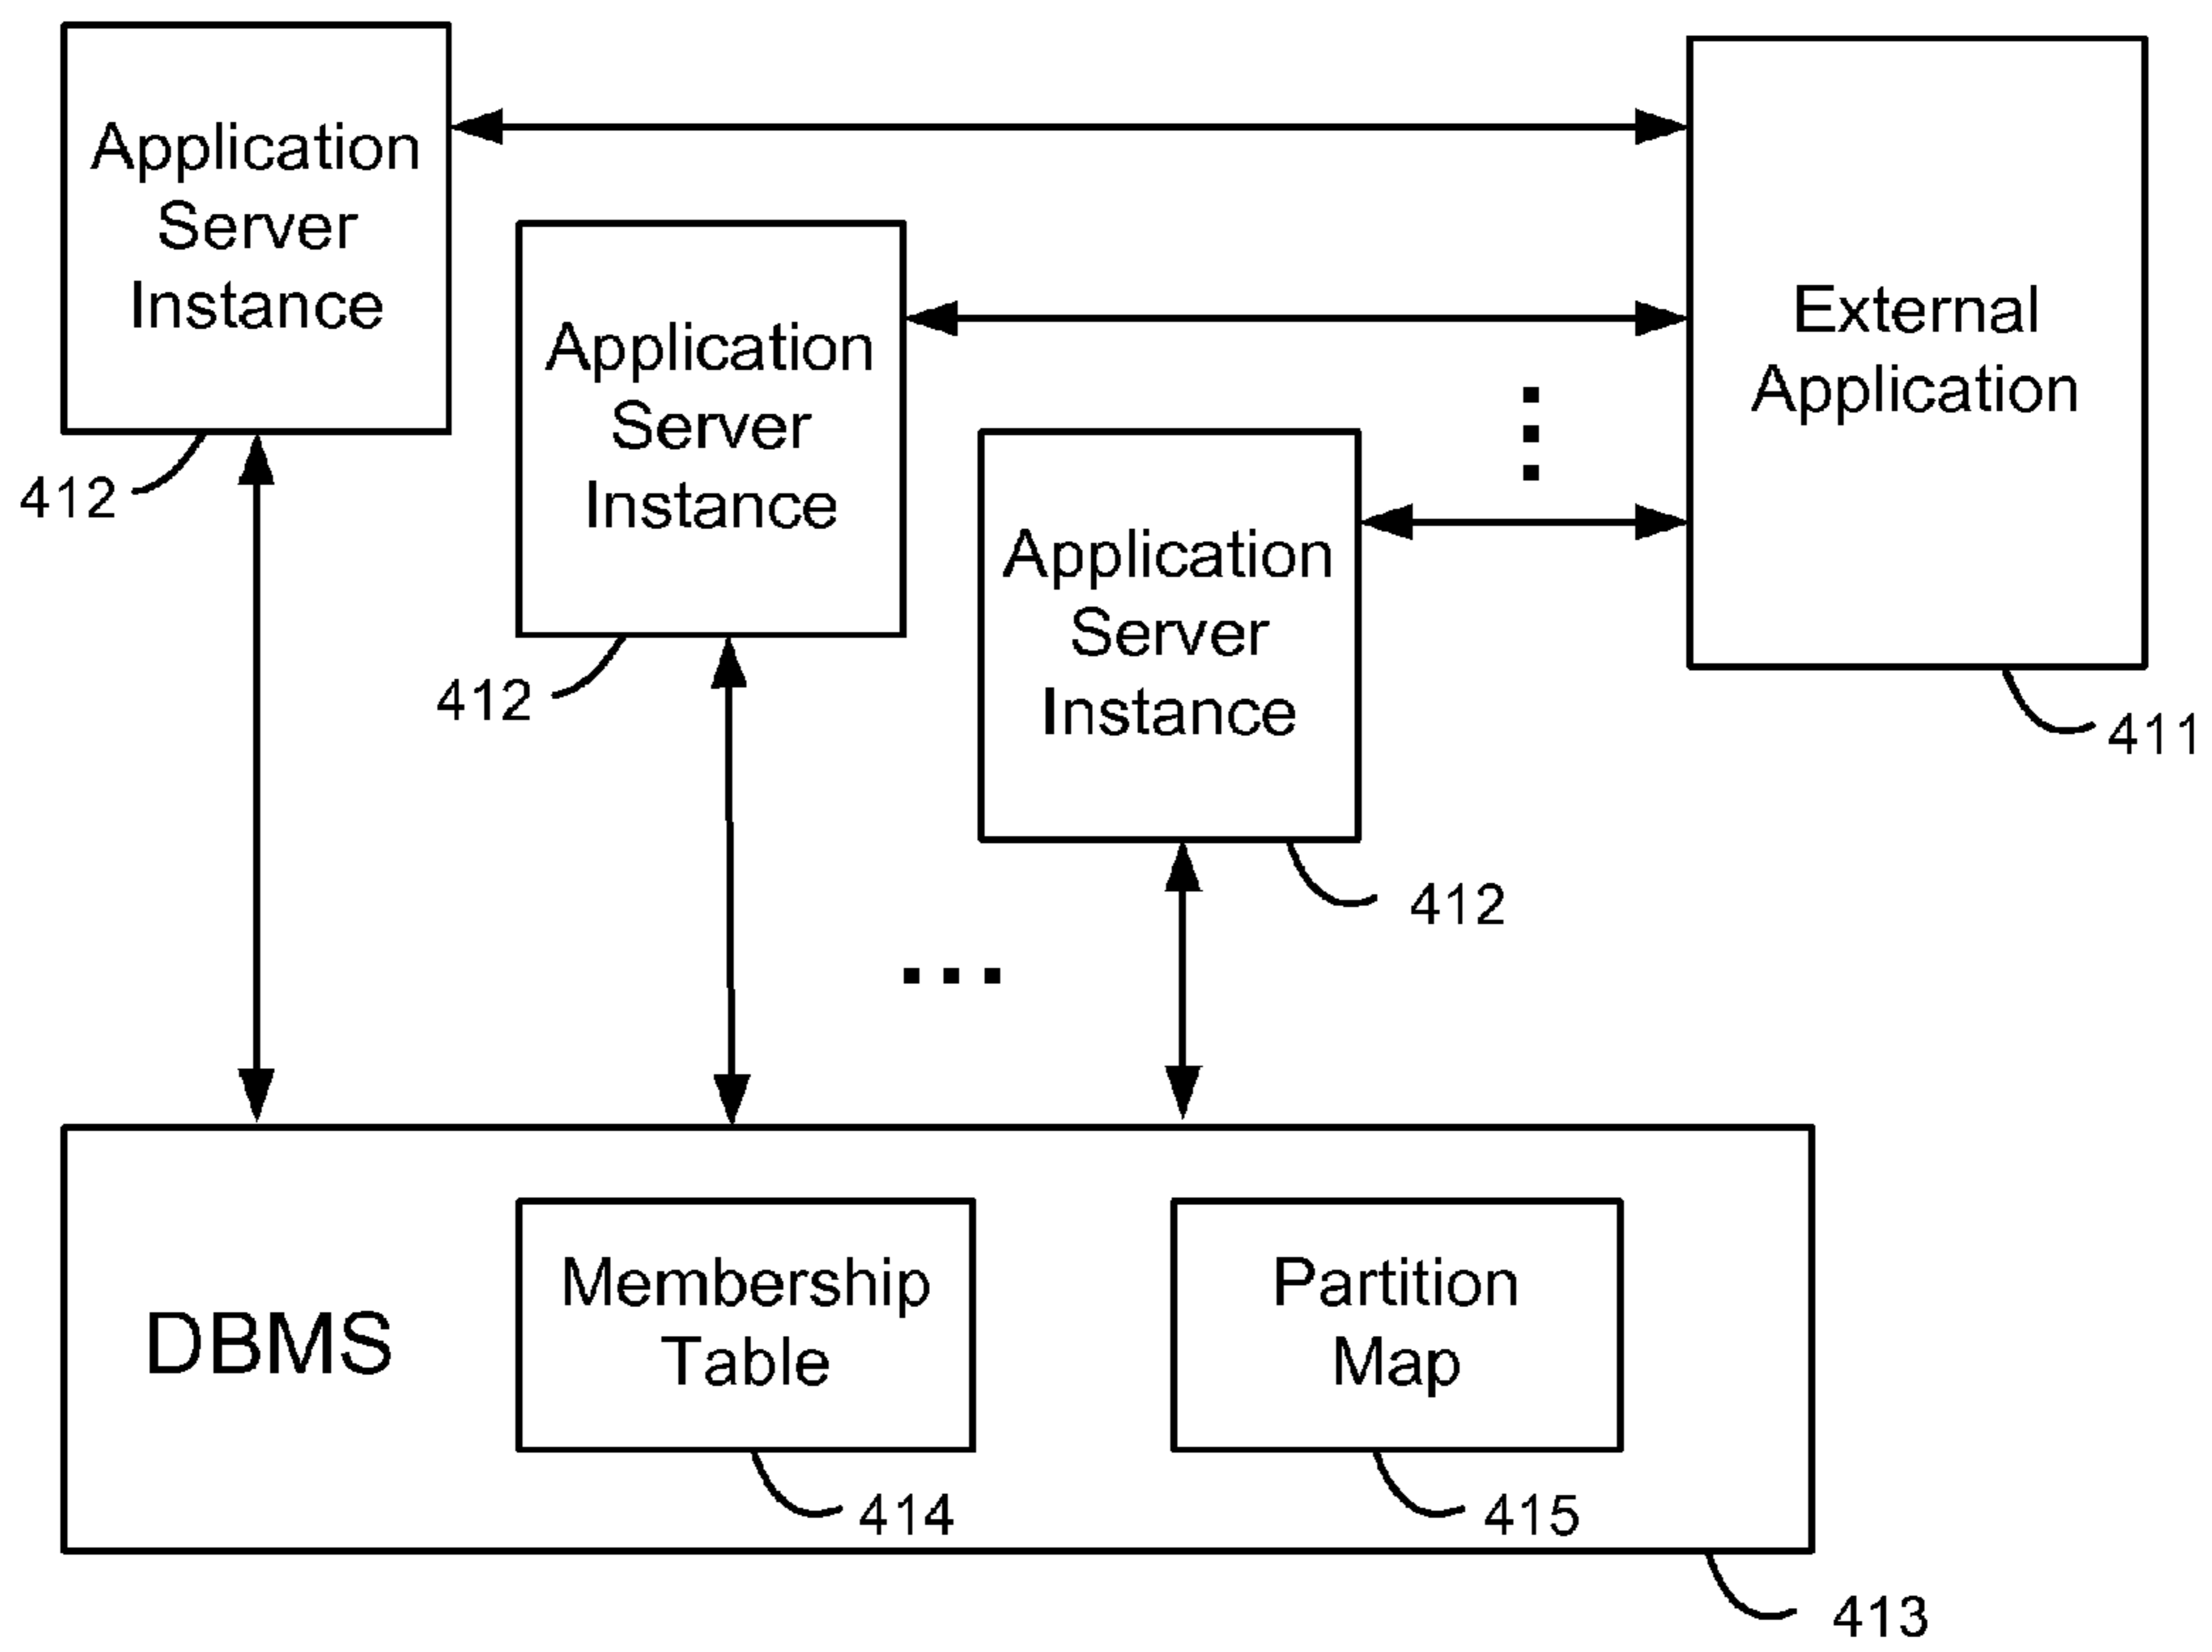 Application
Server
Instance
412
Application
Server
Instance
412
Application
Server
Instance
412
External
Application
411
DBMS
Membership
Table
414
Partition
Map
415
413